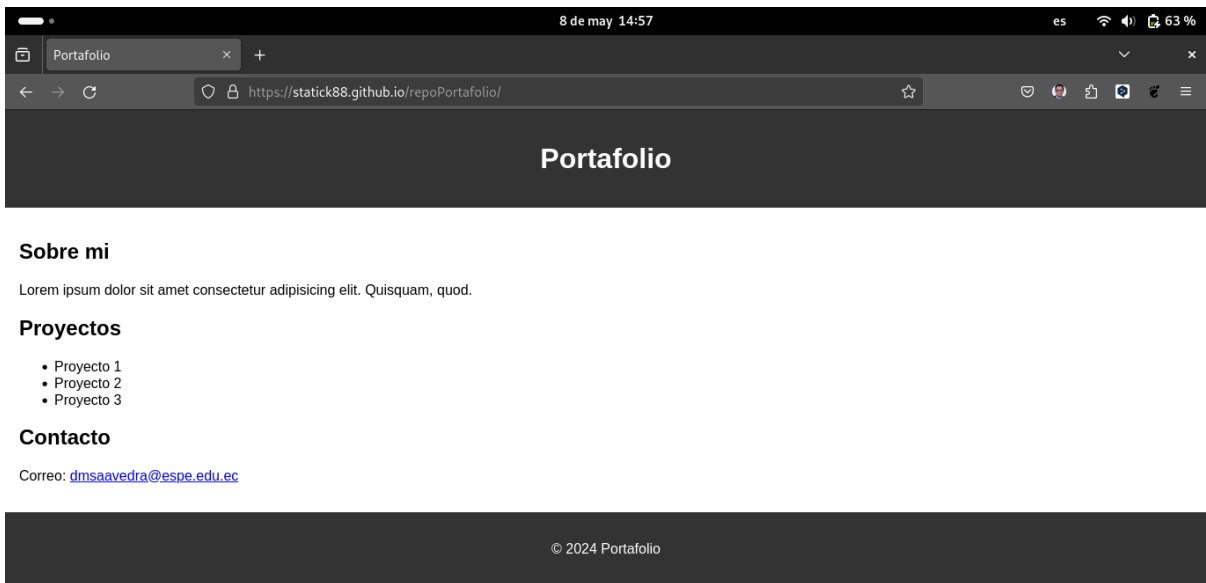 8 de may 14:57
es
63 %
Portafolio
https://statick88.github.io/repoPortafolio/
Portafolio
Sobre mi
Lorem ipsum dolor sit amet consectetur adipisicing elit. Quisquam, quod.
Proyectos
• Proyecto 1
• Proyecto 2
• Proyecto 3
Contacto
Correo: dmsaavedra@espe.edu.ec
© 2024 Portafolio